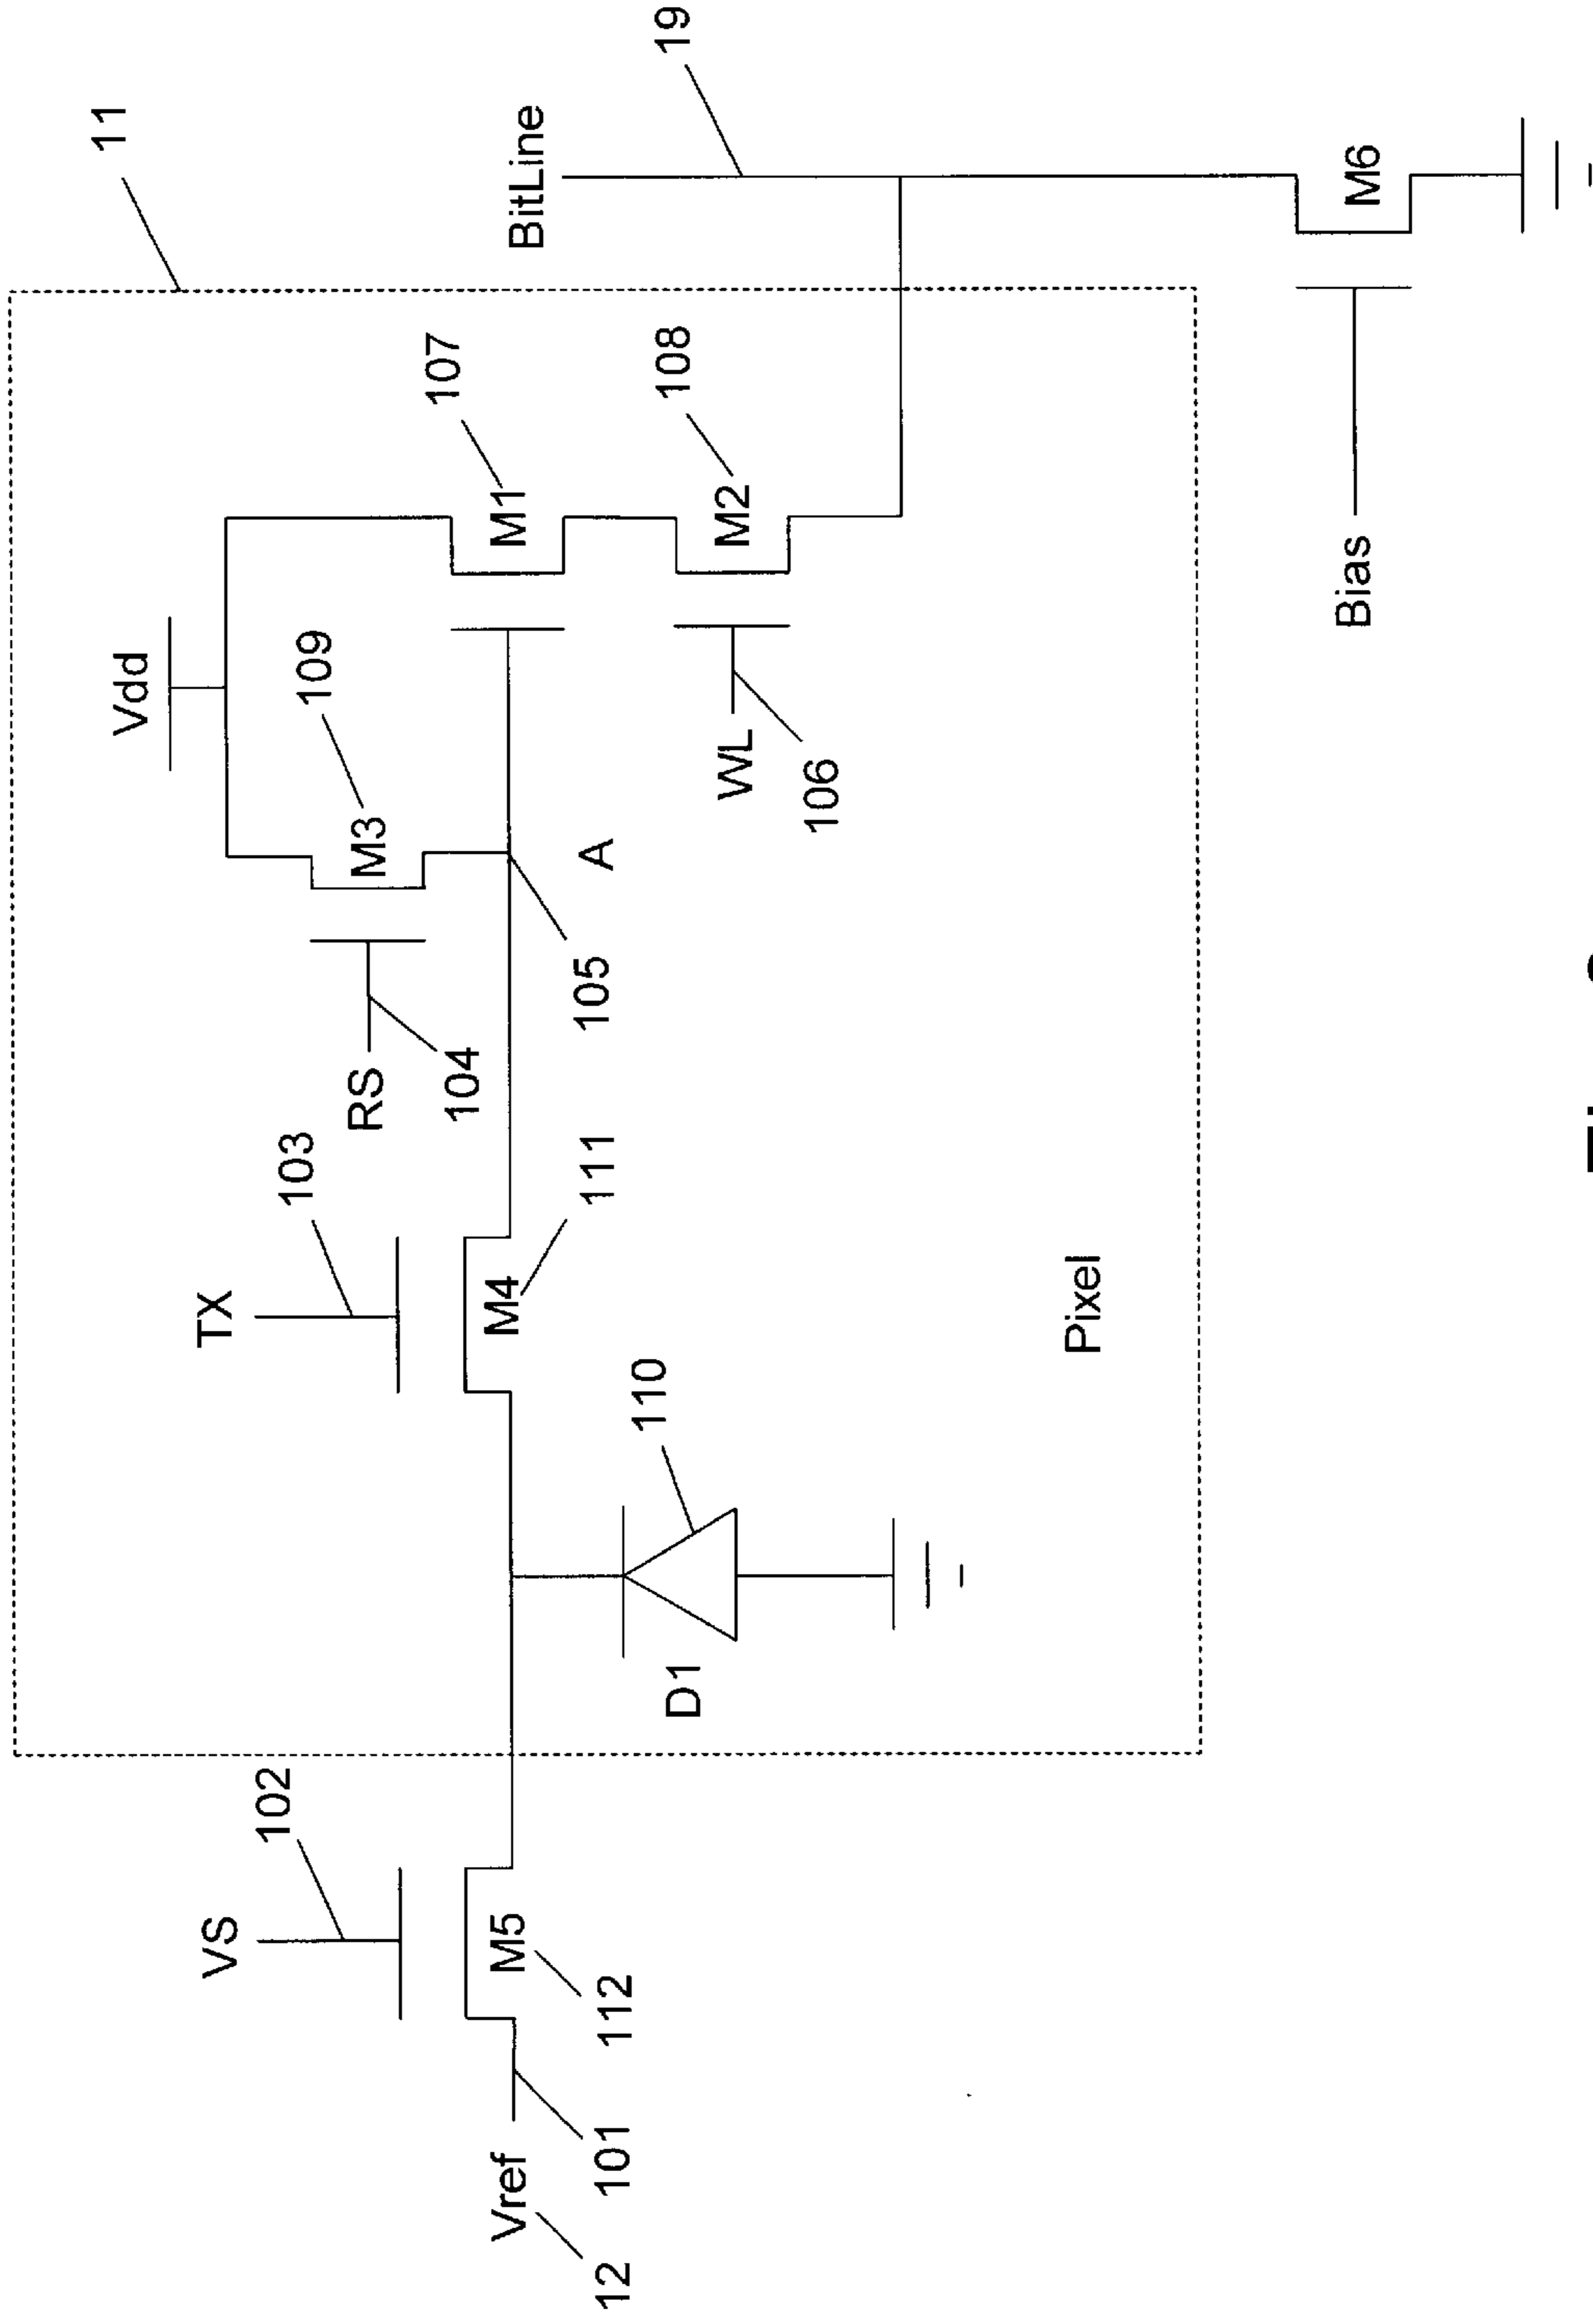 11
Vdd
BitLine
19
TX
103
109
M3
RS
104
M1
107
VS
102
M4
111
105
A
WL
106
M2
108
Vref
12
101
M5
112
D1
110
Pixel
Bias
M6